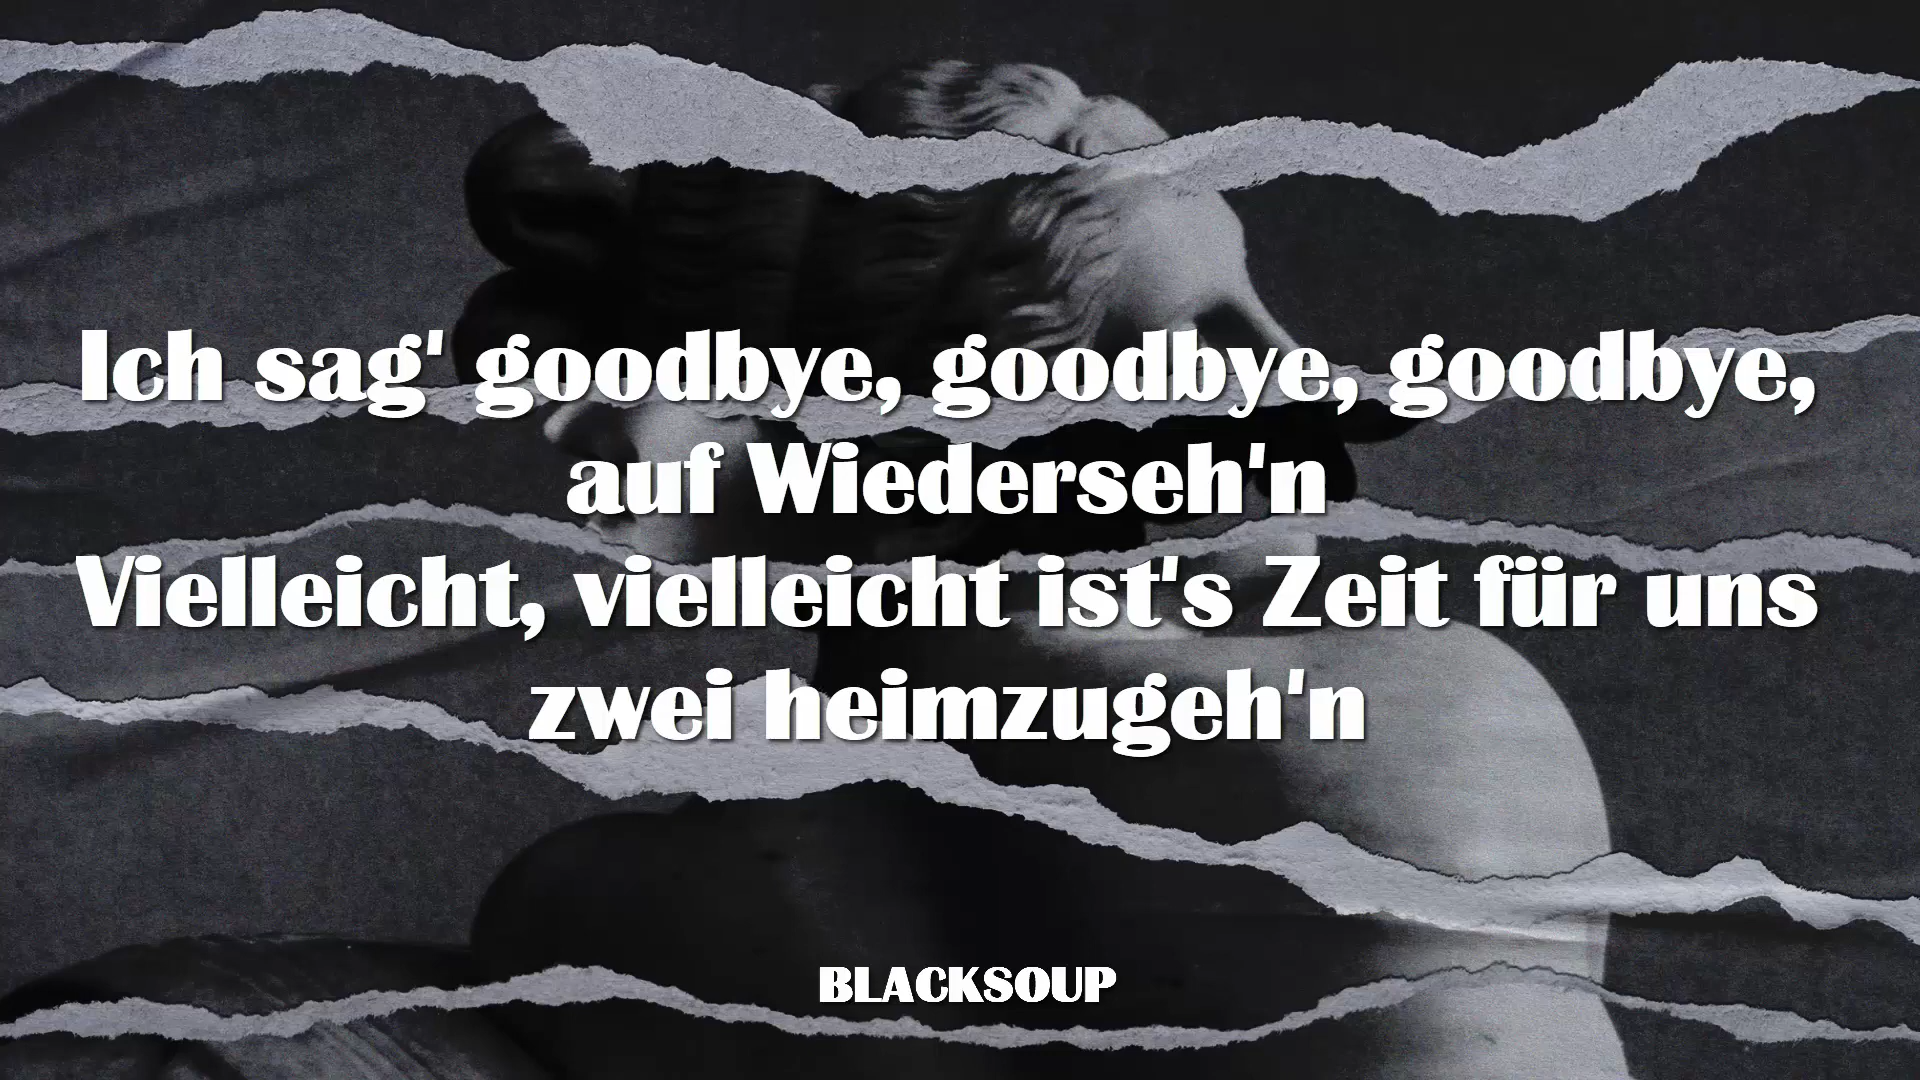 Ich sag' goodbye, goodbye, goodbye,
auf Wiederseh'n
Vielleicht, vielleicht ist's Zeit für uns
zwei heimzugeh'n
BLACKSOUP